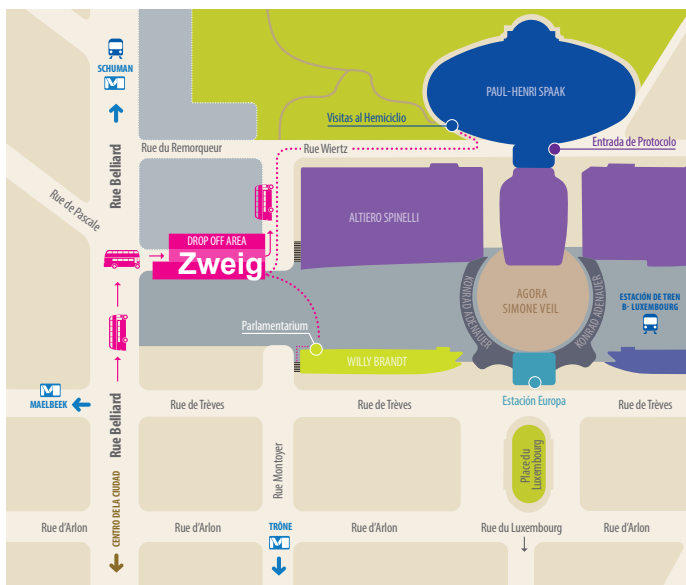 SCHUMAN
M
PAUL-HENRI SPAAK
Visitas al Hemiciclo
Entrada de Protocolo
Rue du Remorqueur
Rue Wiertz
Rue Belliard
Rue de Pascale
ALTIERO SPINELLI
DROP OFF AREA
Zweig
KONRAD ADENAUER
AGORA
SIMONE VEIL
KONRAD ADENAUER
ESTACIÓN DE TREN
B- LUXEMBOURG
Parlamentarium
WILLY BRANDT
M
MAELBEEK
Rue de Trèves
Rue de Trèves
Estación Europa
Rue de Trèves
Rue Belliard
Rue Montoyer
Place du
Luxembourg
CENTRO DE LA CIUDAD
Rue d'Arlon
Rue d'Arlon
TRÔNE
M
Rue d'Arlon
Rue du Luxembourg
Rue d'Arlon